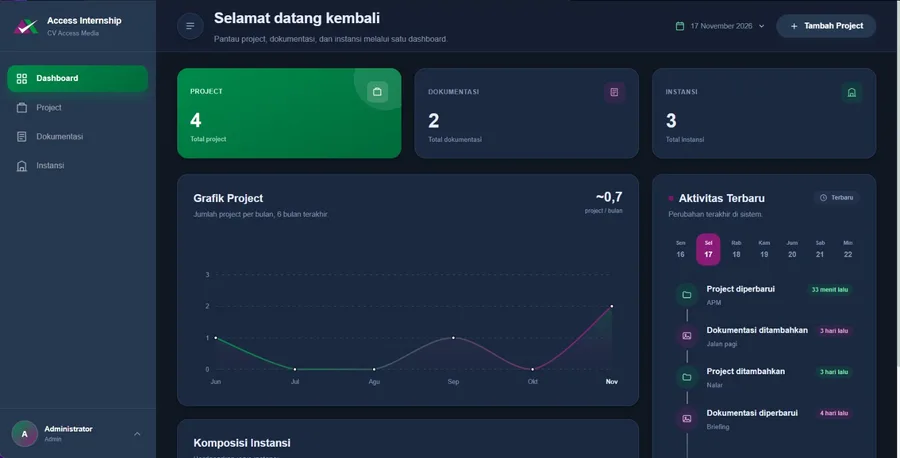 Access Internship
CV Access Media
Dashboard
Project
Dokumentasi
Instansi
A
Administrator
Admin
Selamat datang kembali
Pantau project, dokumentasi, dan instansi melalui satu dashboard.
17 November 2026
+ Tambah Project
PROJECT
4
Total project
DOKUMENTASI
2
Total dokumentasi
INSTANSI
3
Total instansi
Grafik Project
Jumlah project per bulan, 6 bulan terakhir.
~0,7
project / bulan
3
2
1
0
Jun Jul Agu Sep Okt Nov
Komposisi Instansi
Aktivitas Terbaru
Terbaru
Perubahan terakhir di sistem.
Sen Sel Rab Kam Jum Sab Min
16 17 18 19 20 21 22
Project diperbarui 33 menit lalu
APM
Dokumentasi ditambahkan 3 hari lalu
Jalan pagi
Project ditambahkan 3 hari lalu
Nalar
Dokumentasi diperbarui 4 hari lalu
Briefing